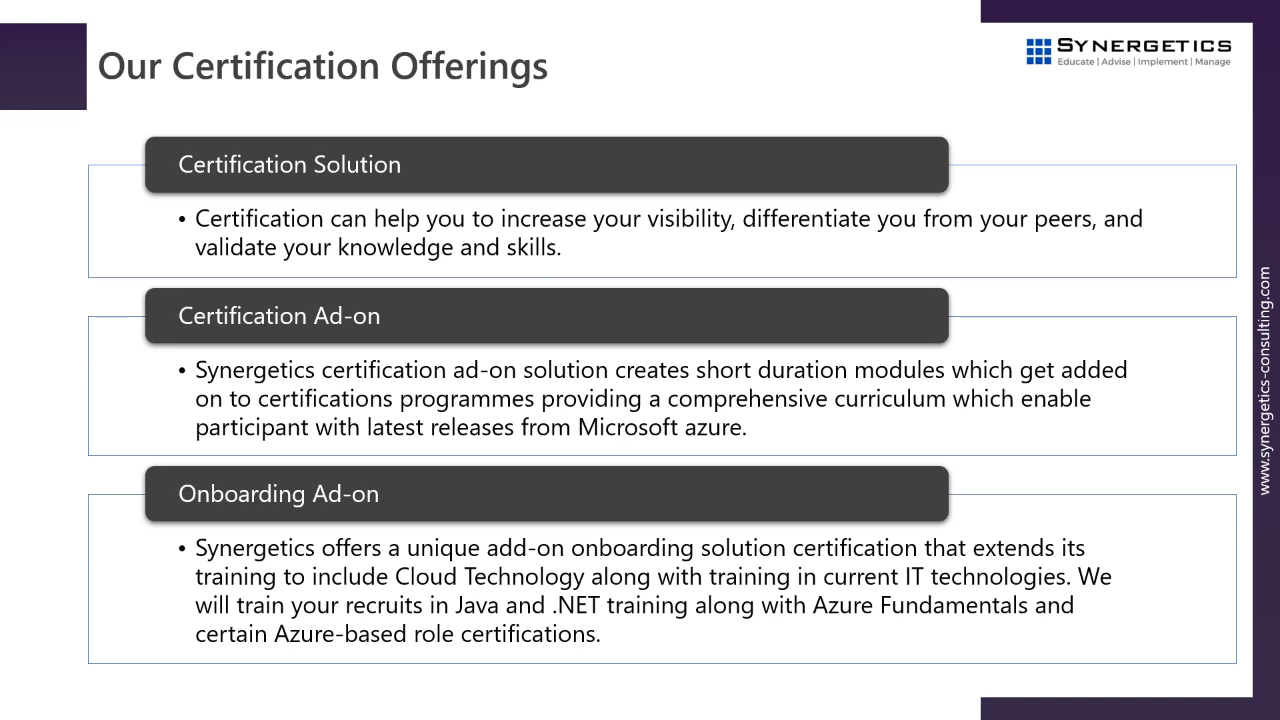 Our Certification Offerings
SYNERGETICS
Educate | Advise | Implement | Manage
Certification Solution
• Certification can help you to increase your visibility, differentiate you from your peers, and
validate your knowledge and skills.
Certification Ad-on
• Synergetics certification ad-on solution creates short duration modules which get added
on to certifications programmes providing a comprehensive curriculum which enable
participant with latest releases from Microsoft azure.
Onboarding Ad-on
• Synergetics offers a unique add-on onboarding solution certification that extends its
training to include Cloud Technology along with training in current IT technologies. We
will train your recruits in Java and .NET training along with Azure Fundamentals and
certain Azure-based role certifications.
www.synergetics-consulting.com